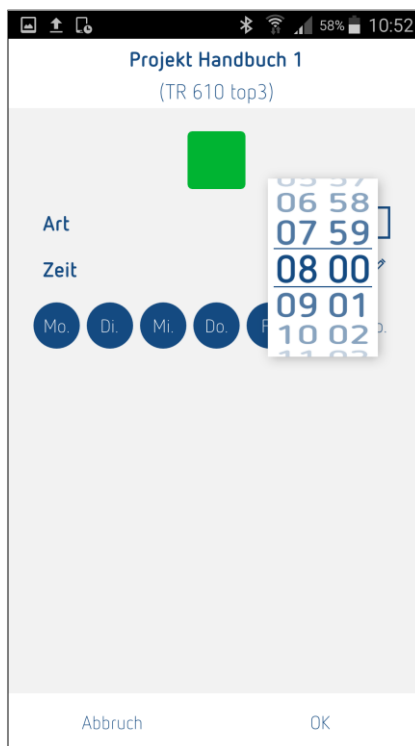 58% 10:52
Projekt Handbuch 1
(TR 610 top3)
06 58
Art 07 59
Zeit 08 00
09 01
Mo. Di. Mi. Do. 10 02
Abbruch OK